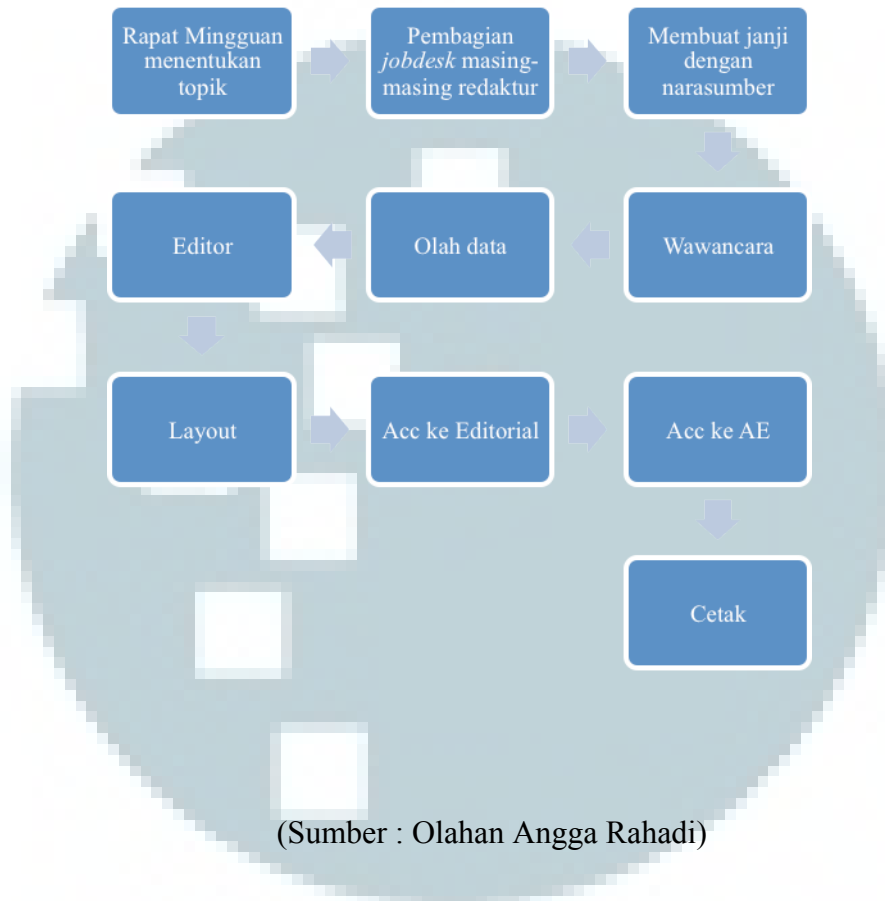 Rapat Mingguan
menentukan
topik
Pembagian
jobdesk masing-
masing redaktur
Membuat janji
dengan
narasumber
Wawancara
Olah data
Editor
Layout
Acc ke Editorial
Acc ke AE
Cetak
(Sumber : Olahan Angga Rahadi)